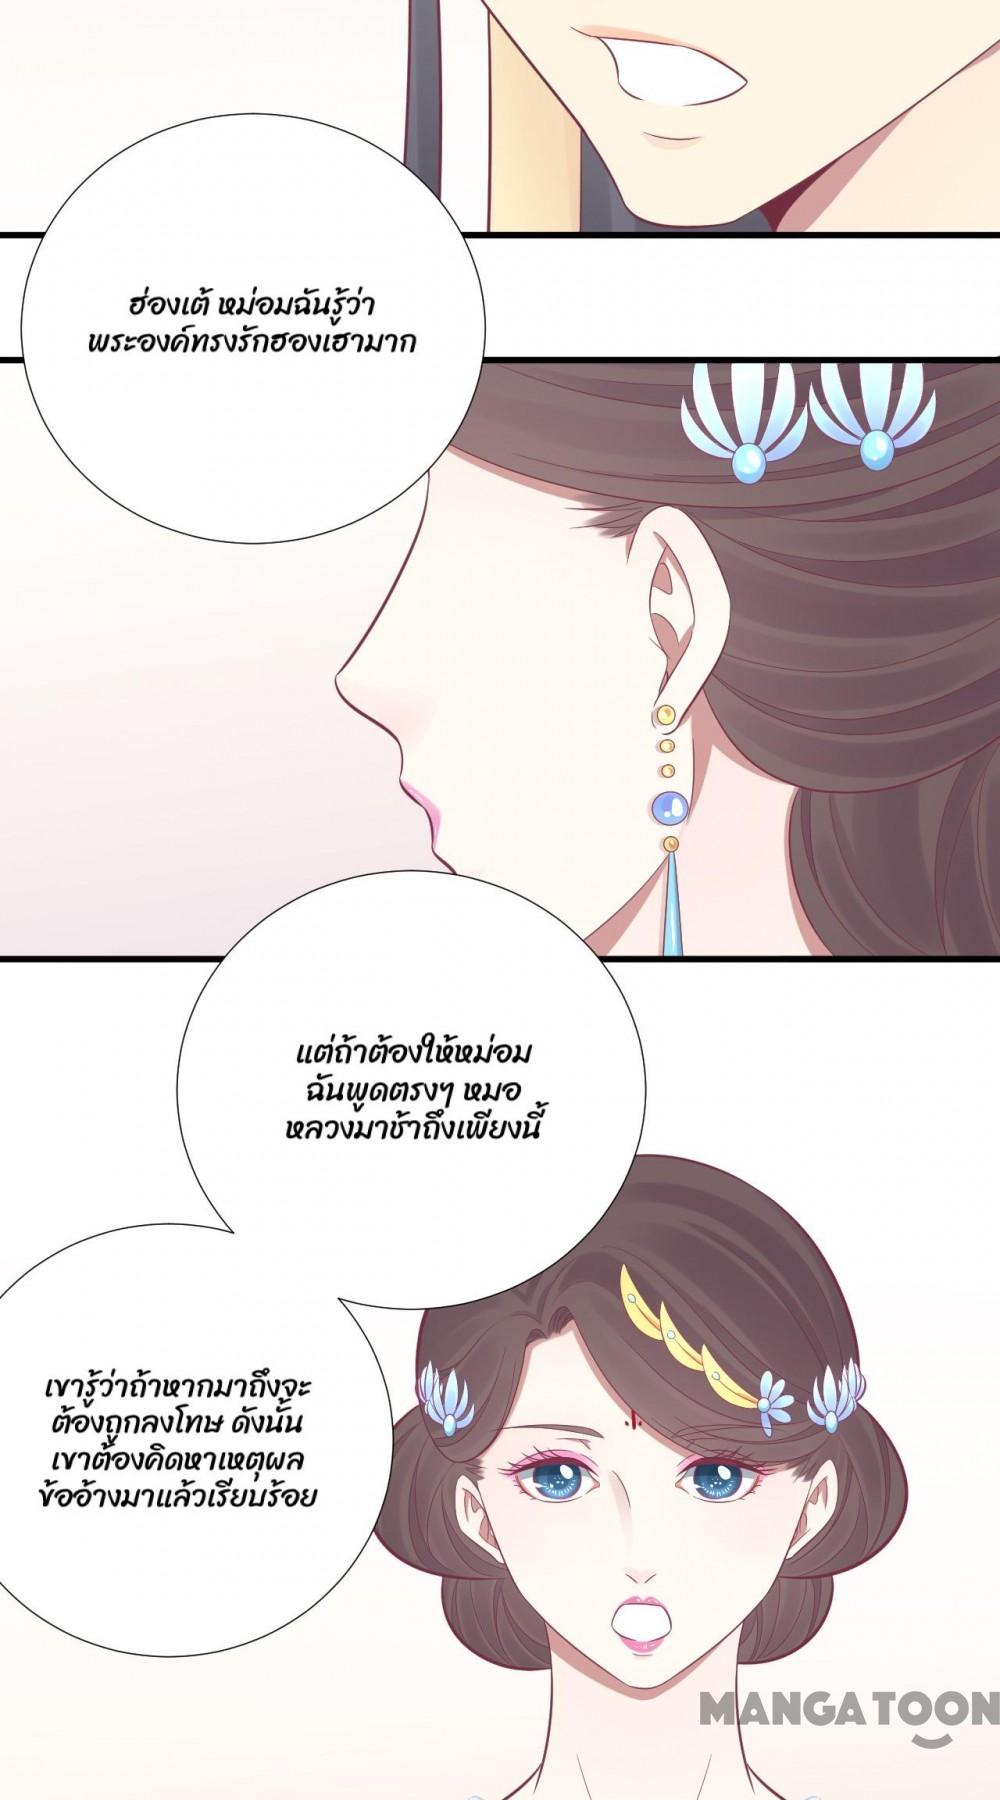 ฮ่องเต้ หม่อมฉันรู้ว่า
พระองค์ทรงรักฮองเฮามาก
แต่ถ้าต้องให้หม่อม
ฉันพูดตรงๆ หมอ
หลวงมาช้าถึงเพียงนี้
เขารู้ว่าถ้าหากมาถึงจะ
ต้องถูกลงโทษ ดังนั้น
เขาต้องคิดหาเหตุผล
ข้ออ้างมาแล้วเรียบร้อย
MANGATOON